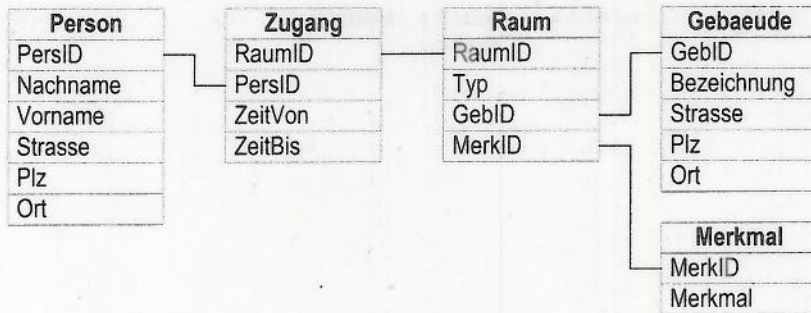 Person
PersID
Nachname
Vorname
Strasse
Plz
Ort
Zugang
RaumID
PersID
ZeitVon
ZeitBis
Raum
RaumID
Typ
GebID
MerkID
Gebaeude
GebID
Bezeichnung
Strasse
Plz
Ort
Merkmal
MerkID
Merkmal